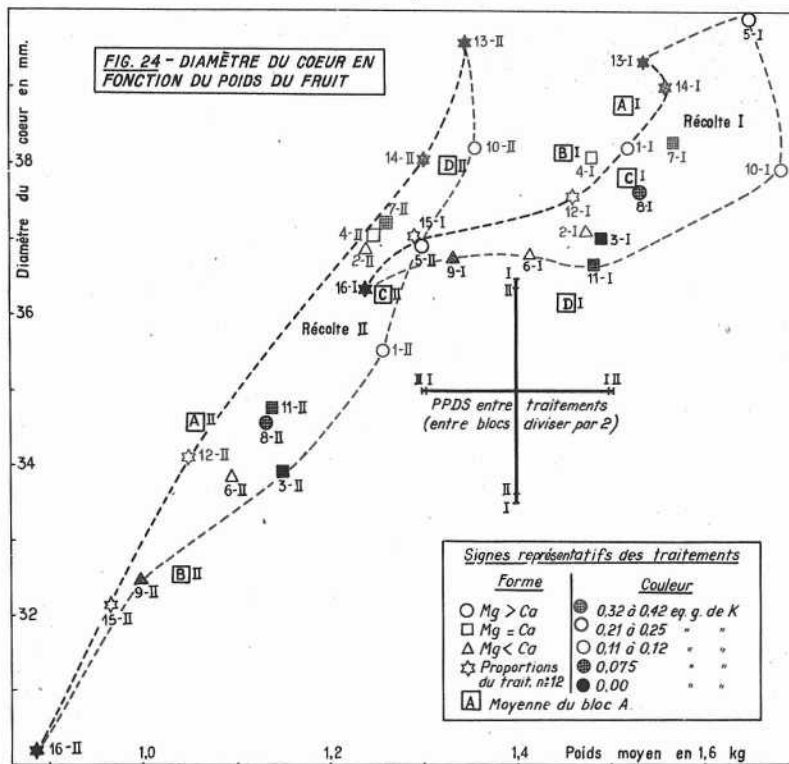 FIG. 24 - DIAMÈTRE DU COEUR EN
FONCTION DU POIDS DU FRUIT
Diamètre du coeur en mm.
38
36
34
32
13-II
5-I
13-I
14-I
A I
Récolte I
10-II
14-II
D II
B I
4-I
1-I
7-I
C I
8-I
10-I
12-I
7-II
4-II
2-II
15-I
5-II
2-I
3-I
9-I
6-I
11-I
16-I
C II
D I
Récolte II
1-II
I
II
II I
I II
PPDS entre traitements
(entre blocs diviser par 2)
II
I
11-II
8-II
A II
12-II
6-II
3-II
9-II
B II
15-II
16-II
Signes représentatifs des traitements
Forme
Couleur
Mg > Ca
0,32 à 0,42 eq. g. de K
Mg = Ca
0,21 à 0,25 " "
Mg < Ca
0,11 à 0,12 " "
Proportions
du trait. nº 12
0,075 " "
0,00 " "
A Moyenne du bloc A.
1,0
1,2
1,4
Poids moyen en 1,6 kg